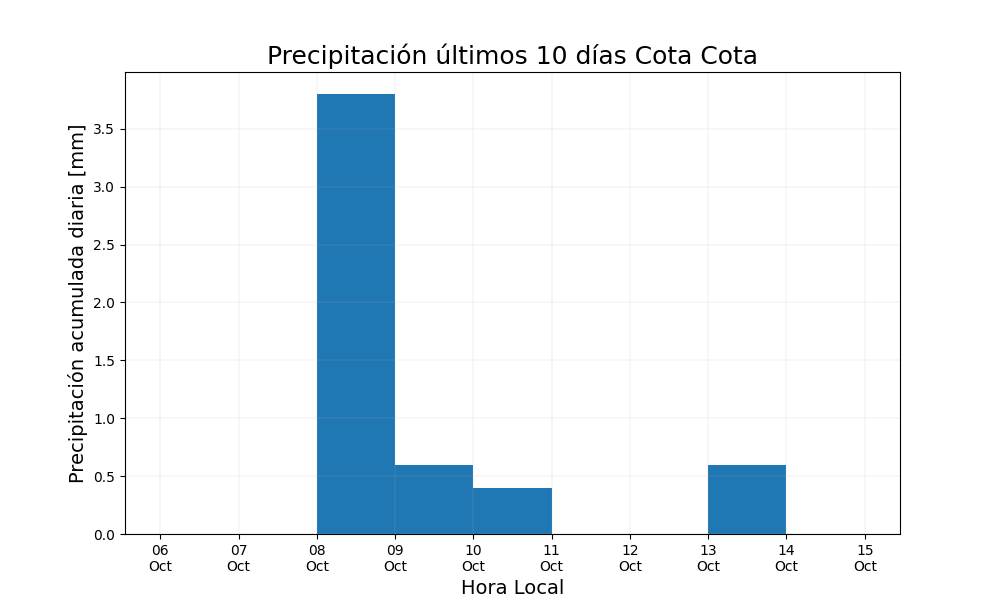 Precipitación últimos 10 días Cota Cota
Precipitación acumulada diaria [mm]
3.5
3.0
2.5
2.0
1.5
1.0
0.5
0.0
06 07 08 09 10 11 12 13 14 15
Oct Oct Oct Oct Oct Oct Oct Oct Oct Oct
Hora Local